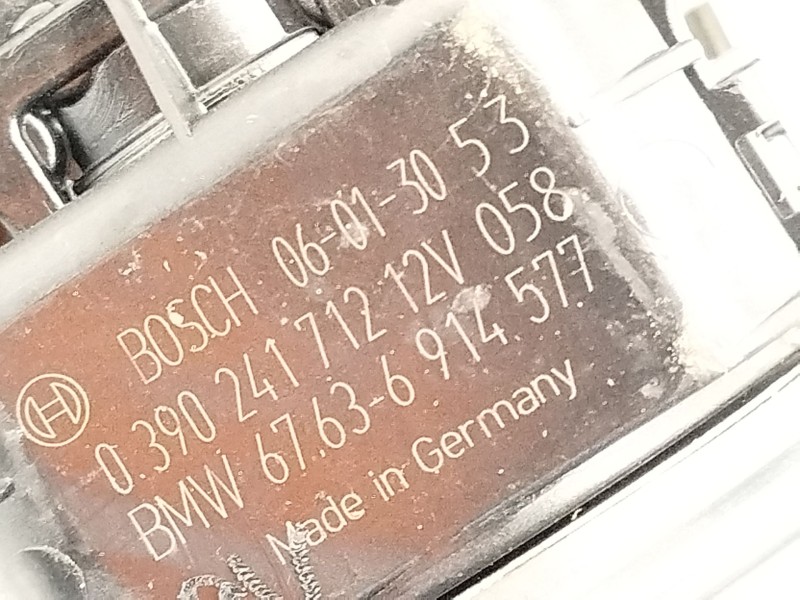 BOSCH 06-01-30 53
0.390 241 712 12V 058
BMW 67.63-6 914.577
Made in Germany